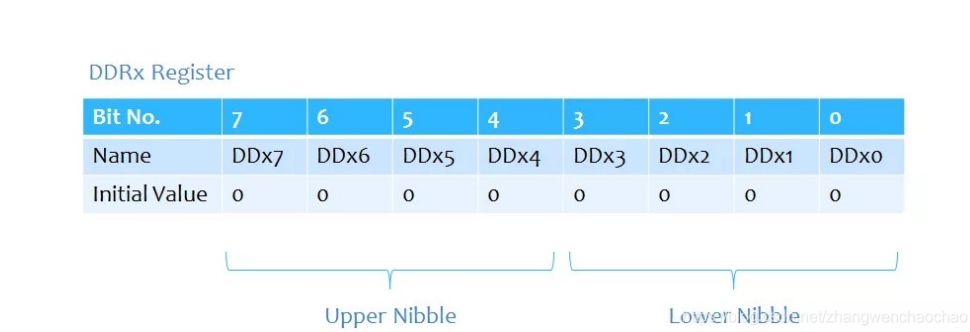 DDRx Register
Bit No. 7 6 5 4 3 2 1 0
Name DDx7 DDx6 DDx5 DDx4 DDx3 DDx2 DDx1 DDx0
Initial Value 0 0 0 0 0 0 0 0
Upper Nibble Lower Nibble
net/zhangwenchaochao